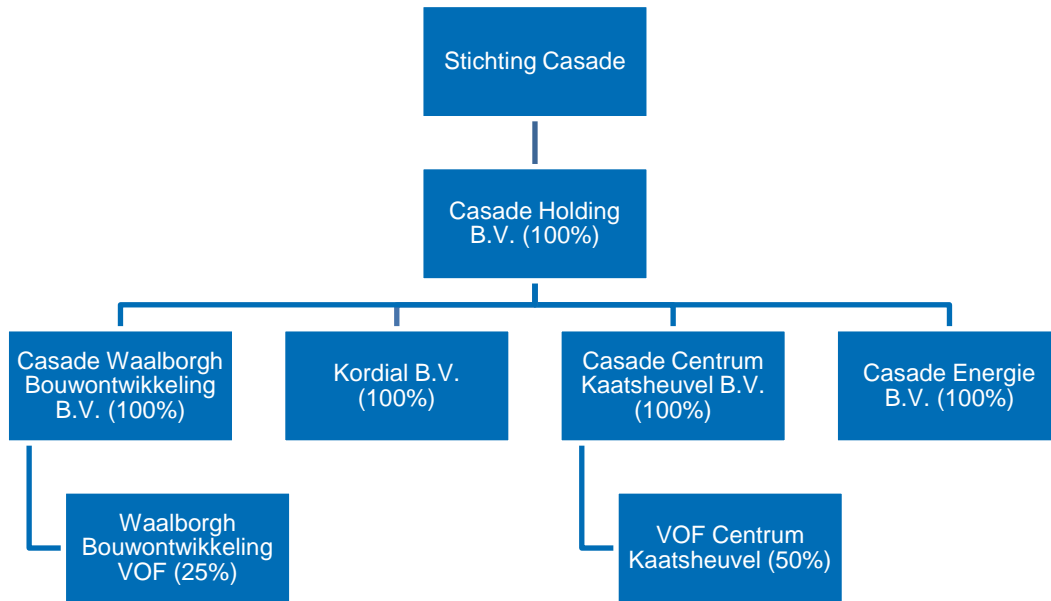 Stichting Casade
Casade Holding
B.V. (100%)
Casade Waalborgh
Bouwontwikkeling
B.V. (100%)
Kordial B.V.
(100%)
Casade Centrum
Kaatsheuvel B.V.
(100%)
Casade Energie
B.V. (100%)
Waalborgh
Bouwontwikkeling
VOF (25%)
VOF Centrum
Kaatsheuvel (50%)